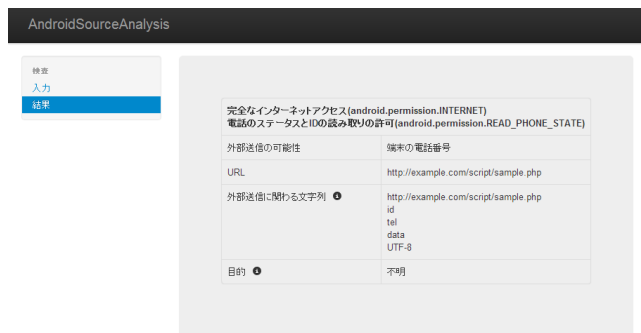 AndroidSourceAnalysis
検査
入力
結果
完全なインターネットアクセス(android.permission.INTERNET)
電話のステータスとIDの読み取りの許可(android.permission.READ_PHONE_STATE)
外部送信の可能性 端末の電話番号
URL http://example.com/script/sample.php
外部送信に関わる文字列 http://example.com/script/sample.php
id
tel
data
UTF-8
目的 不明